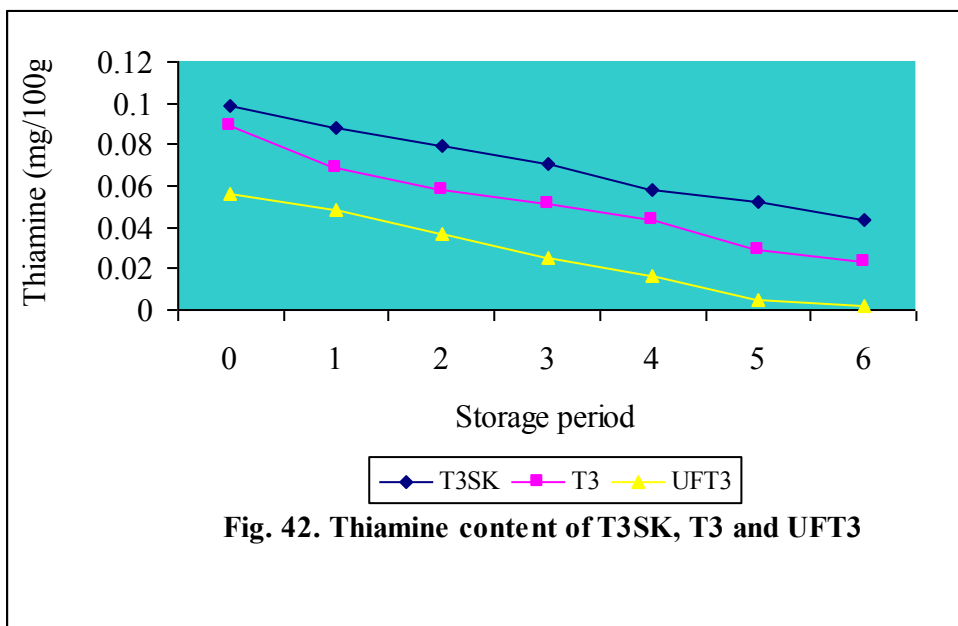 Thiamine (mg/100g
0.12
0.1
0.08
0.06
0.04
0.02
0
0 1 2 3 4 5 6
Storage period
T3SK T3 UFT3
Fig. 42. Thiamine content of T3SK, T3 and UFT3